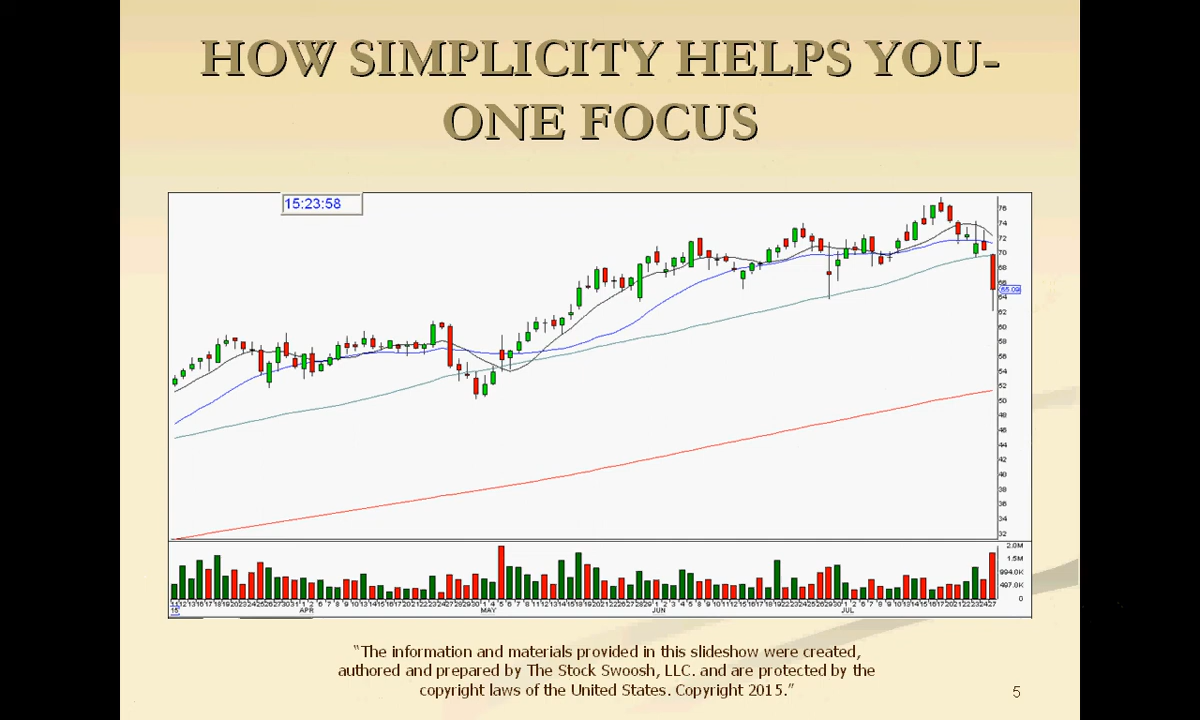 HOW SIMPLICITY HELPS YOU-
ONE FOCUS
15:23:58
76
74
72
70
68
66
65.09
64
62
60
58
56
54
52
50
48
46
44
42
40
38
36
34
32
2.0M
1.5M
994.0K
497.0K
0
APR MAY JUN JUL
15
"The information and materials provided in this slideshow were created,
authored and prepared by The Stock Swoosh, LLC. and are protected by the
copyright laws of the United States. Copyright 2015."
5